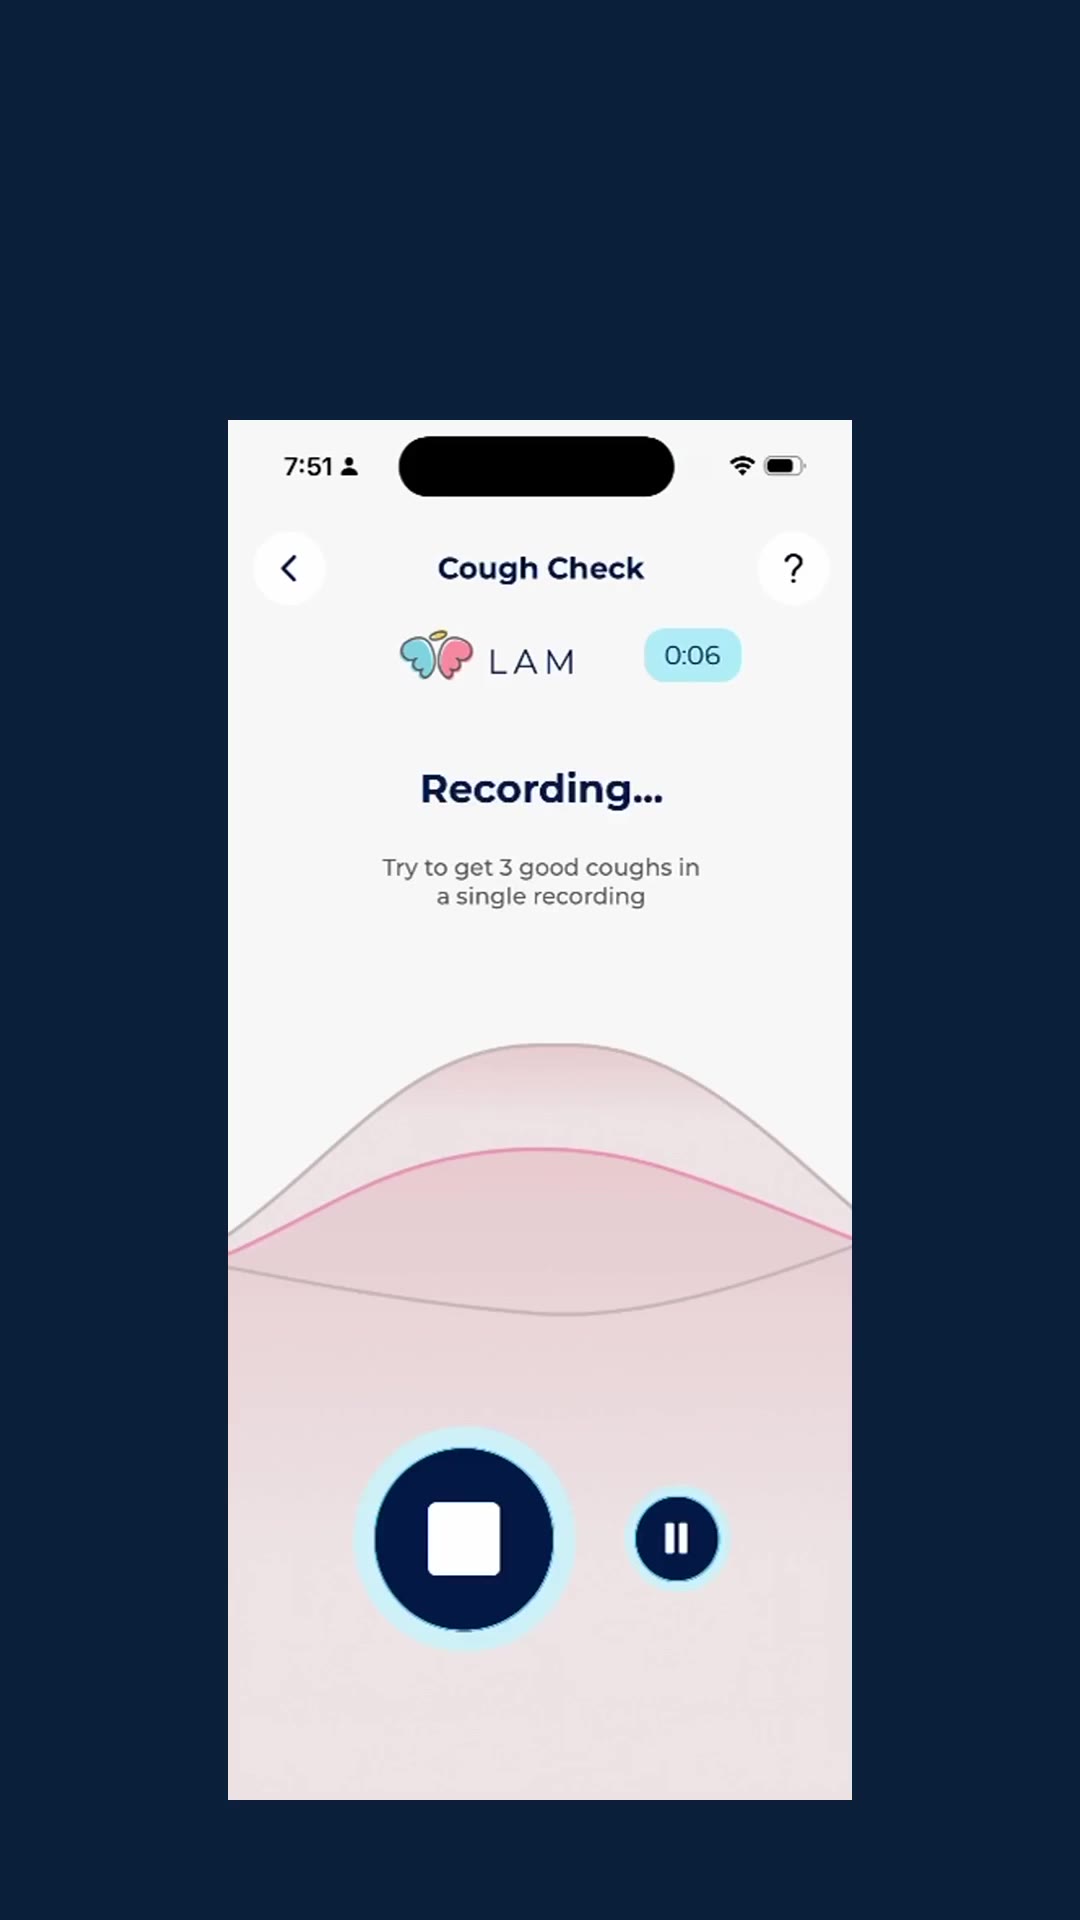 7:51
Cough Check
?
LAM
0:06
Recording...
Try to get 3 good coughs in
a single recording